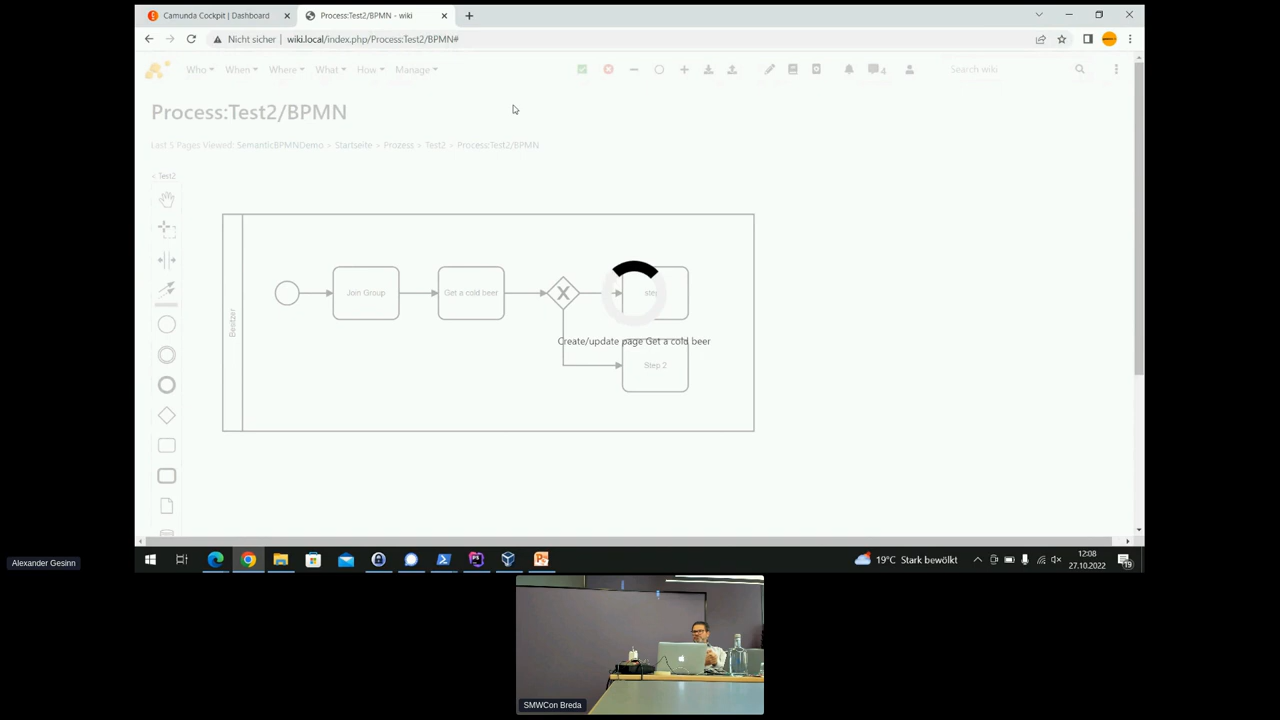 Camunda Cockpit | Dashboard
Process:Test2/BPMN - wiki
Nicht sicher | wiki.local/index.php/Process:Test2/BPMN#
Who When Where What How Manage
4
Search wiki
Process:Test2/BPMN
Last 5 Pages Viewed: SemanticBPMNDemo > Startseite > Prozess > Test2 > Process:Test2/BPMN
< Test2
Besitzer
Join Group
Get a cold beer
X
Create/update page Get a cold beer
Step 2
19°C Stark bewölkt
12:08
27.10.2022
19
Alexander Gesinn
SMWCon Breda